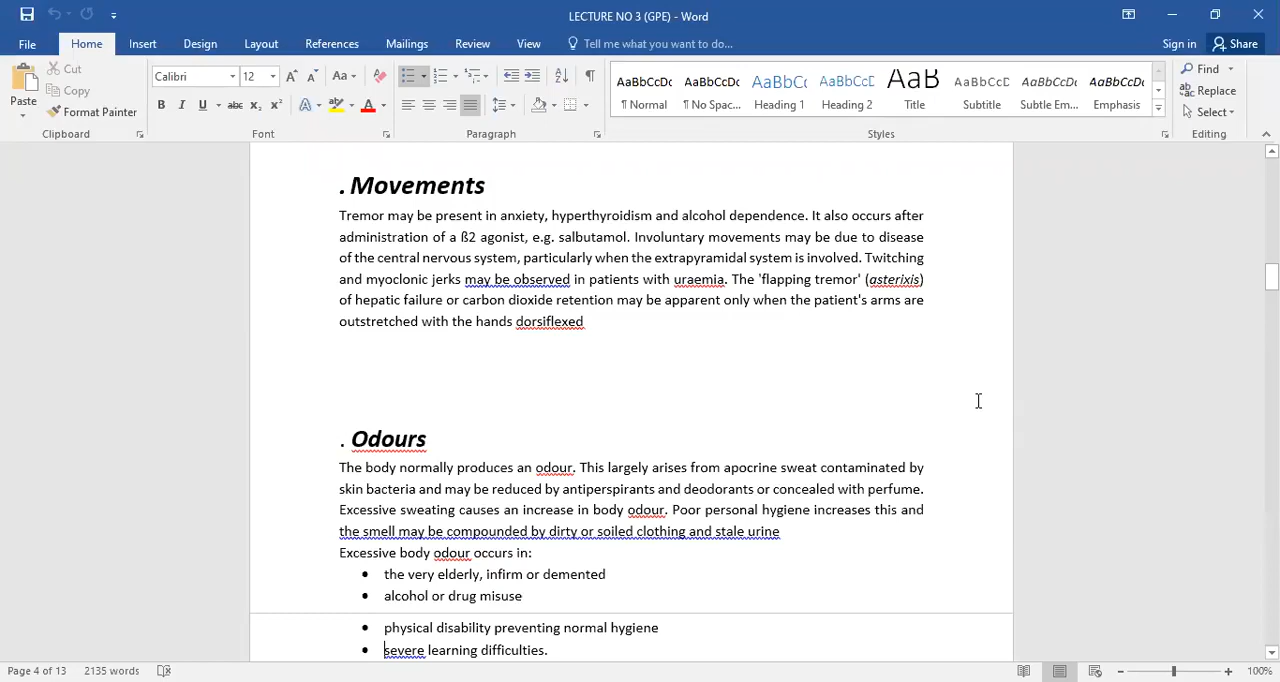 LECTURE NO 3 (GPE) - Word
File Home Insert Design Layout References Mailings Review View Tell me what you want to do... Sign in Share
Paste Cut Copy Format Painter
Calibri 12
AaBbCcDc AaBbCcDc AaBbCc AaBbCcC AaB AaBbCcC AaBbCcDc AaBbCcDc
¶ Normal ¶ No Spac... Heading 1 Heading 2 Title Subtitle Subtle Em... Emphasis
Find Replace Select
Clipboard Font Paragraph Styles Editing
. Movements
Tremor may be present in anxiety, hyperthyroidism and alcohol dependence. It also occurs after
administration of a ß2 agonist, e.g. salbutamol. Involuntary movements may be due to disease
of the central nervous system, particularly when the extrapyramidal system is involved. Twitching
and myoclonic jerks may be observed in patients with uraemia. The 'flapping tremor' (asterixis)
of hepatic failure or carbon dioxide retention may be apparent only when the patient's arms are
outstretched with the hands dorsiflexed
. Odours
The body normally produces an odour. This largely arises from apocrine sweat contaminated by
skin bacteria and may be reduced by antiperspirants and deodorants or concealed with perfume.
Excessive sweating causes an increase in body odour. Poor personal hygiene increases this and
the smell may be compounded by dirty or soiled clothing and stale urine
Excessive body odour occurs in:
• the very elderly, infirm or demented
• alcohol or drug misuse
• physical disability preventing normal hygiene
• severe learning difficulties.
Page 4 of 13 2135 words 100%